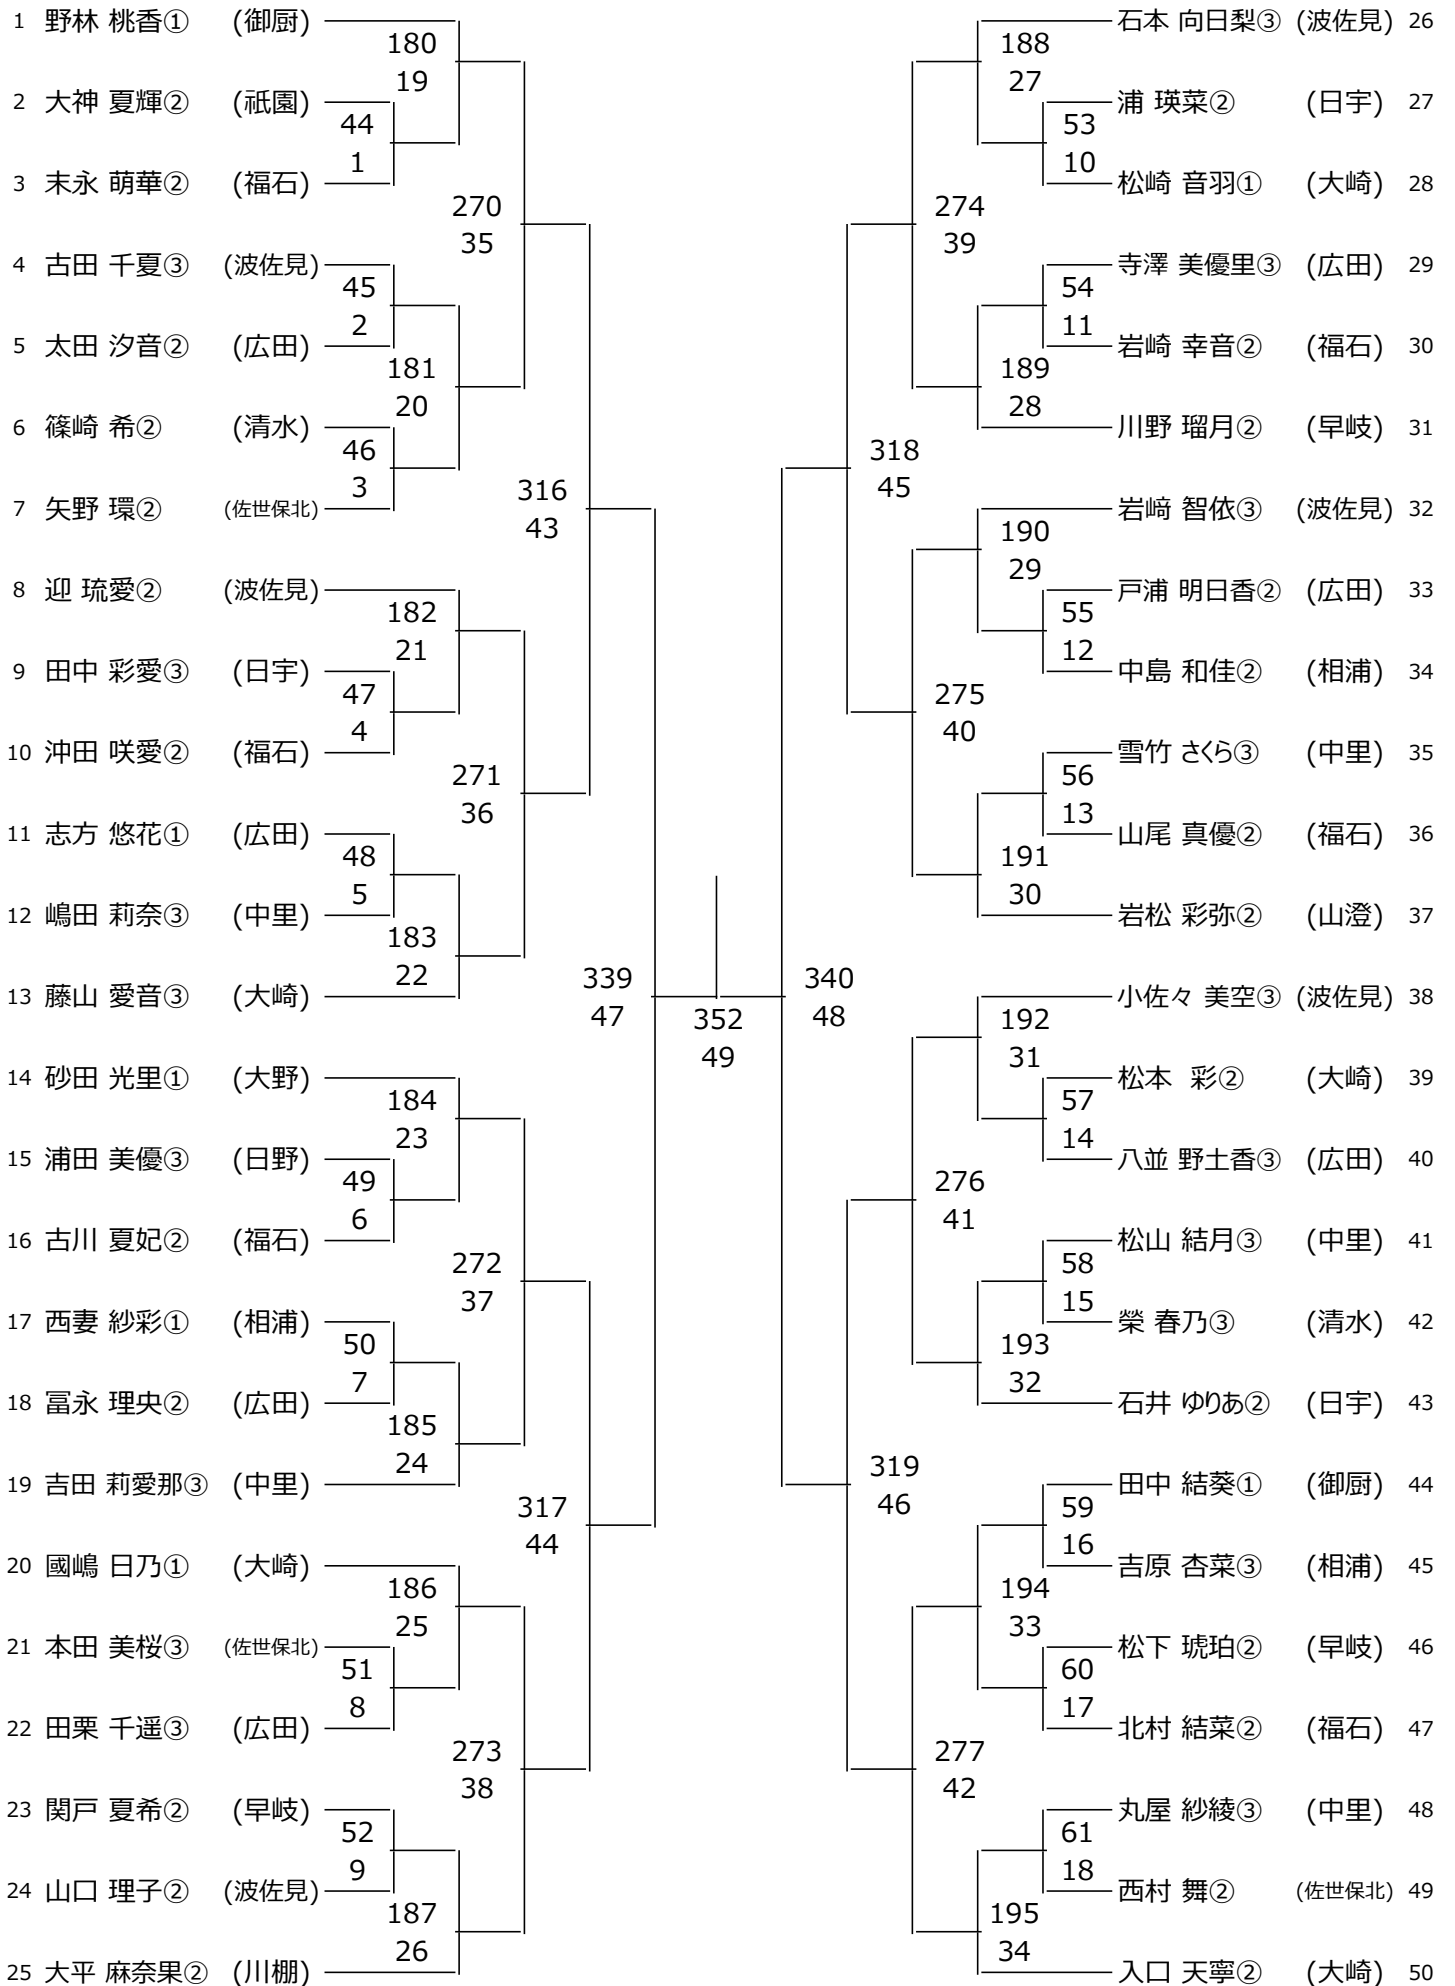 1 野林 桃香① (御厨)
180
19
2 大神 夏輝② (祇園)
44
1
3 末永 萌華② (福石)
270
35
4 古田 千夏③ (波佐見)
45
2
5 太田 汐音② (広田)
181
20
6 篠崎 希② (清水)
46
3
7 矢野 環② (佐世保北)
316
43
8 迎 琉愛② (波佐見)
182
21
9 田中 彩愛③ (日宇)
47
4
10 沖田 咲愛② (福石)
271
36
11 志方 悠花① (広田)
48
5
12 嶋田 莉奈③ (中里)
183
22
13 藤山 愛音③ (大崎)
339
47
352
49
14 砂田 光里① (大野)
184
23
15 浦田 美優③ (日野)
49
6
16 古川 夏妃② (福石)
272
37
17 西妻 紗彩① (相浦)
50
7
18 冨永 理央② (広田)
185
24
19 吉田 莉愛那③ (中里)
317
44
20 國嶋 日乃① (大崎)
186
25
21 本田 美桜③ (佐世保北)
51
8
22 田栗 千遥③ (広田)
273
38
23 関戸 夏希② (早岐)
52
9
24 山口 理子② (波佐見)
187
26
25 大平 麻奈果② (川棚)
石本 向日梨③ (波佐見) 26
188
27
浦 瑛菜② (日宇) 27
53
10
松崎 音羽① (大崎) 28
274
39
寺澤 美優里③ (広田) 29
54
11
岩崎 幸音② (福石) 30
189
28
川野 瑠月② (早岐) 31
318
45
岩﨑 智依③ (波佐見) 32
190
29
戸浦 明日香② (広田) 33
55
12
中島 和佳② (相浦) 34
275
40
雪竹 さくら③ (中里) 35
56
13
山尾 真優② (福石) 36
191
30
岩松 彩弥② (山澄) 37
340
48
小佐々 美空③ (波佐見) 38
192
31
松本 彩② (大崎) 39
57
14
八並 野土香③ (広田) 40
276
41
松山 結月③ (中里) 41
58
15
榮 春乃③ (清水) 42
193
32
石井 ゆりあ② (日宇) 43
319
46
田中 結葵① (御厨) 44
59
16
吉原 杏菜③ (相浦) 45
194
33
松下 琥珀② (早岐) 46
60
17
北村 結菜② (福石) 47
277
42
丸屋 紗綾③ (中里) 48
61
18
西村 舞② (佐世保北) 49
195
34
入口 天寧② (大崎) 50